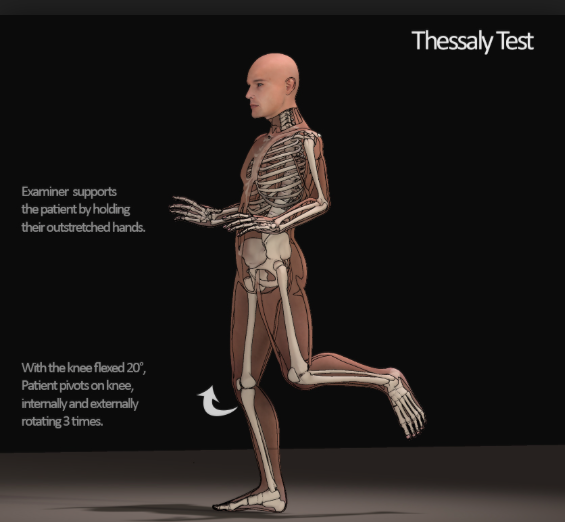 Thessaly Test
Examiner supports
the patient by holding
their outstretched hands.
With the knee flexed 20°,
Patient pivots on knee,
internally and externally
rotating 3 times.